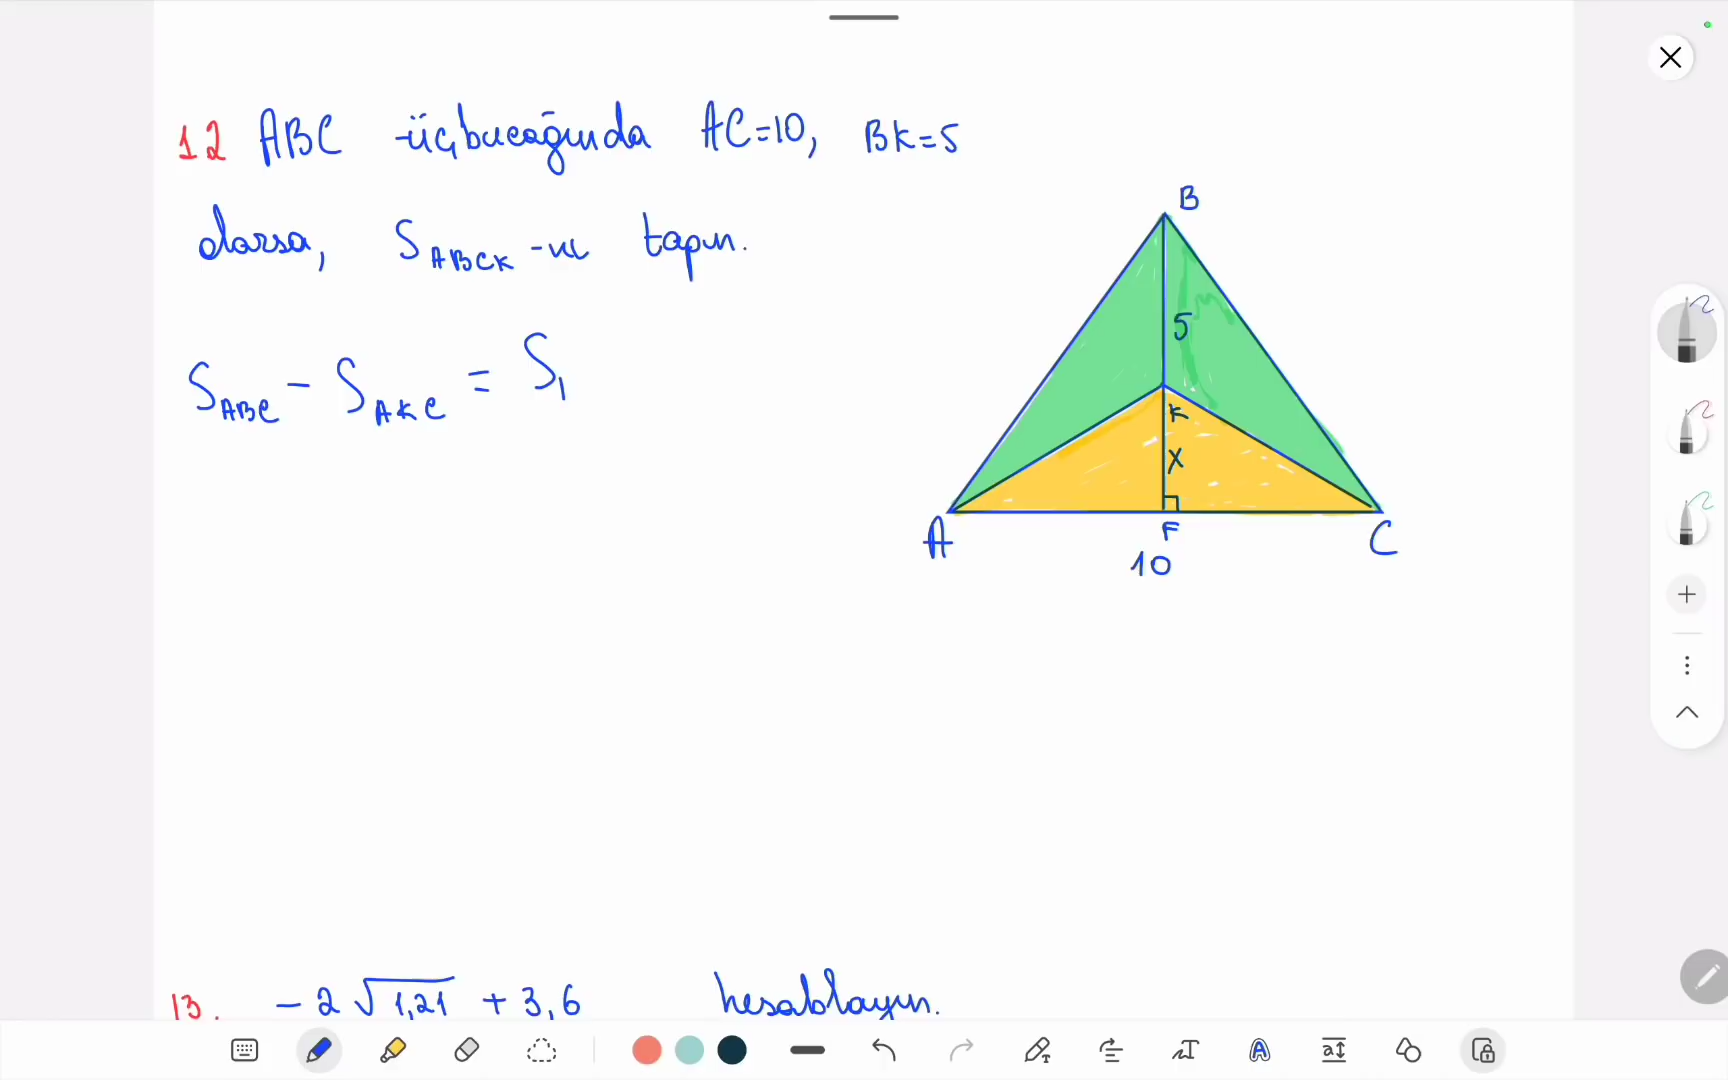 12 ABC -üçbucağında AC=10, BK=5
olarsa, S_ABCK -nı tapın.
S_ABC - S_AKC = S_1
B
5
K
X
A F C
10
13. -2√1,21 + 3,6 hesablayın.